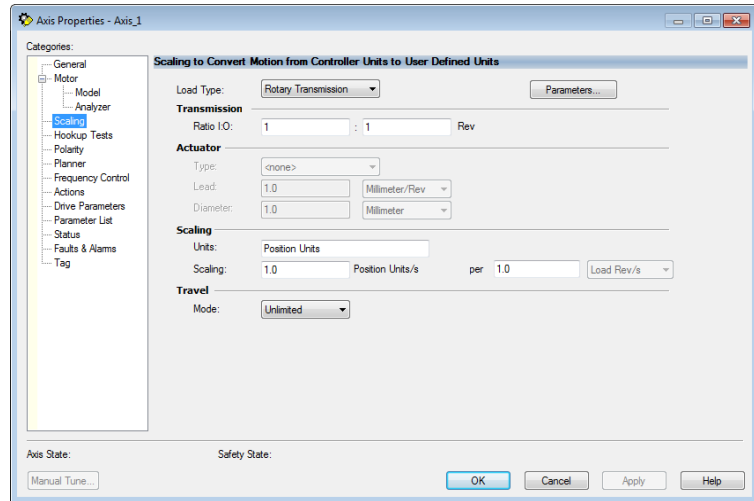 Axis Properties - Axis_1
Categories:
General
Motor
Model
Analyzer
Scaling
Hookup Tests
Polarity
Planner
Frequency Control
Actions
Drive Parameters
Parameter List
Status
Faults & Alarms
Tag
Scaling to Convert Motion from Controller Units to User Defined Units
Load Type: Rotary Transmission Parameters...
Transmission
Ratio I:O: 1 : 1 Rev
Actuator
Type: <none>
Lead: 1.0 Millimeter/Rev
Diameter: 1.0 Millimeter
Scaling
Units: Position Units
Scaling: 1.0 Position Units/s per 1.0 Load Rev/s
Travel
Mode: Unlimited
Axis State: Safety State:
Manual Tune... OK Cancel Apply Help